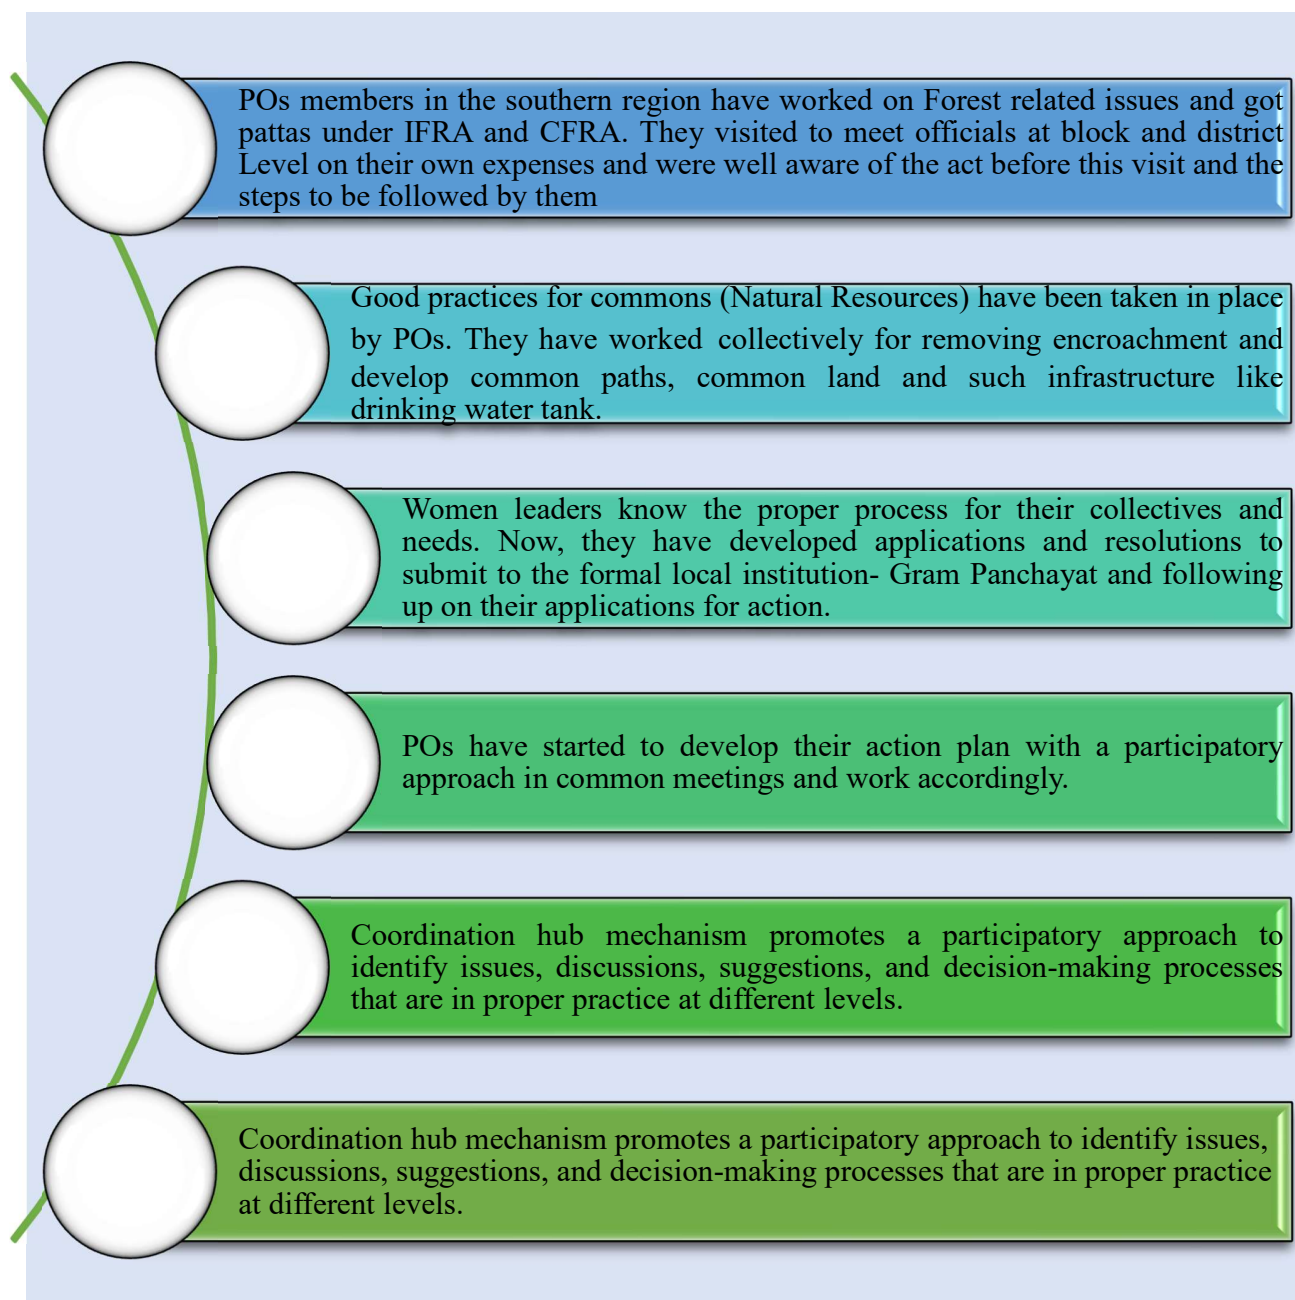 POs members in the southern region have worked on Forest related issues and got
pattas under IFRA and CFRA. They visited to meet officials at block and district
Level on their own expenses and were well aware of the act before this visit and the
steps to be followed by them
Good practices for commons (Natural Resources) have been taken in place
by POs. They have worked collectively for removing encroachment and
develop common paths, common land and such infrastructure like
drinking water tank.
Women leaders know the proper process for their collectives and
needs. Now, they have developed applications and resolutions to
submit to the formal local institution- Gram Panchayat and following
up on their applications for action.
POs have started to develop their action plan with a participatory
approach in common meetings and work accordingly.
Coordination hub mechanism promotes a participatory approach to
identify issues, discussions, suggestions, and decision-making processes
that are in proper practice at different levels.
Coordination hub mechanism promotes a participatory approach to identify issues,
discussions, suggestions, and decision-making processes that are in proper practice
at different levels.